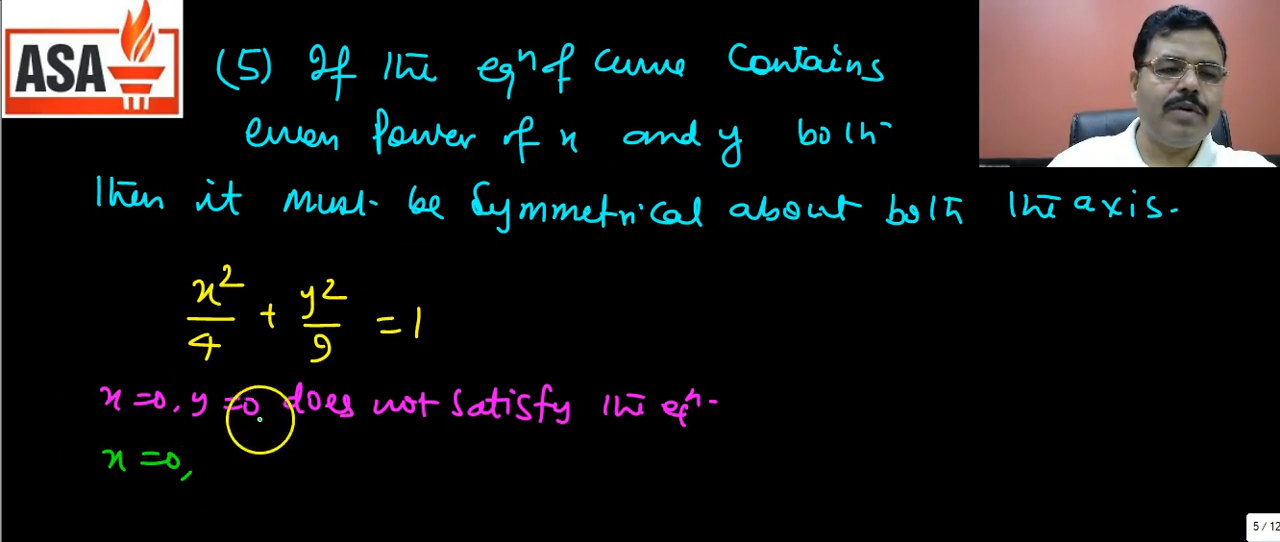 ASA
(5) If the eqⁿ of curve contains
even power of x and y both
then it must be symmetrical about both the axis.
x²/4 + y²/9 = 1
x=0, y=0 does not satisfy the eqⁿ.
x=0,
5 / 12